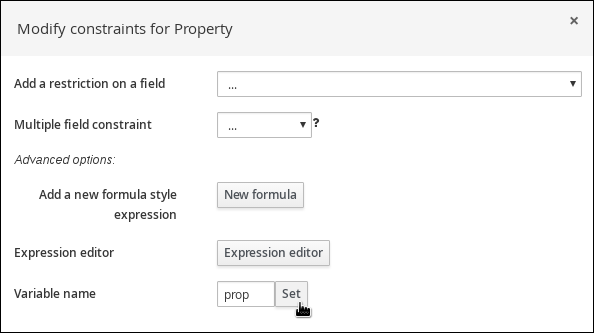 Modify constraints for Property ×
Add a restriction on a field ...
Multiple field constraint ... ?
Advanced options:
Add a new formula style New formula
expression
Expression editor Expression editor
Variable name prop Set